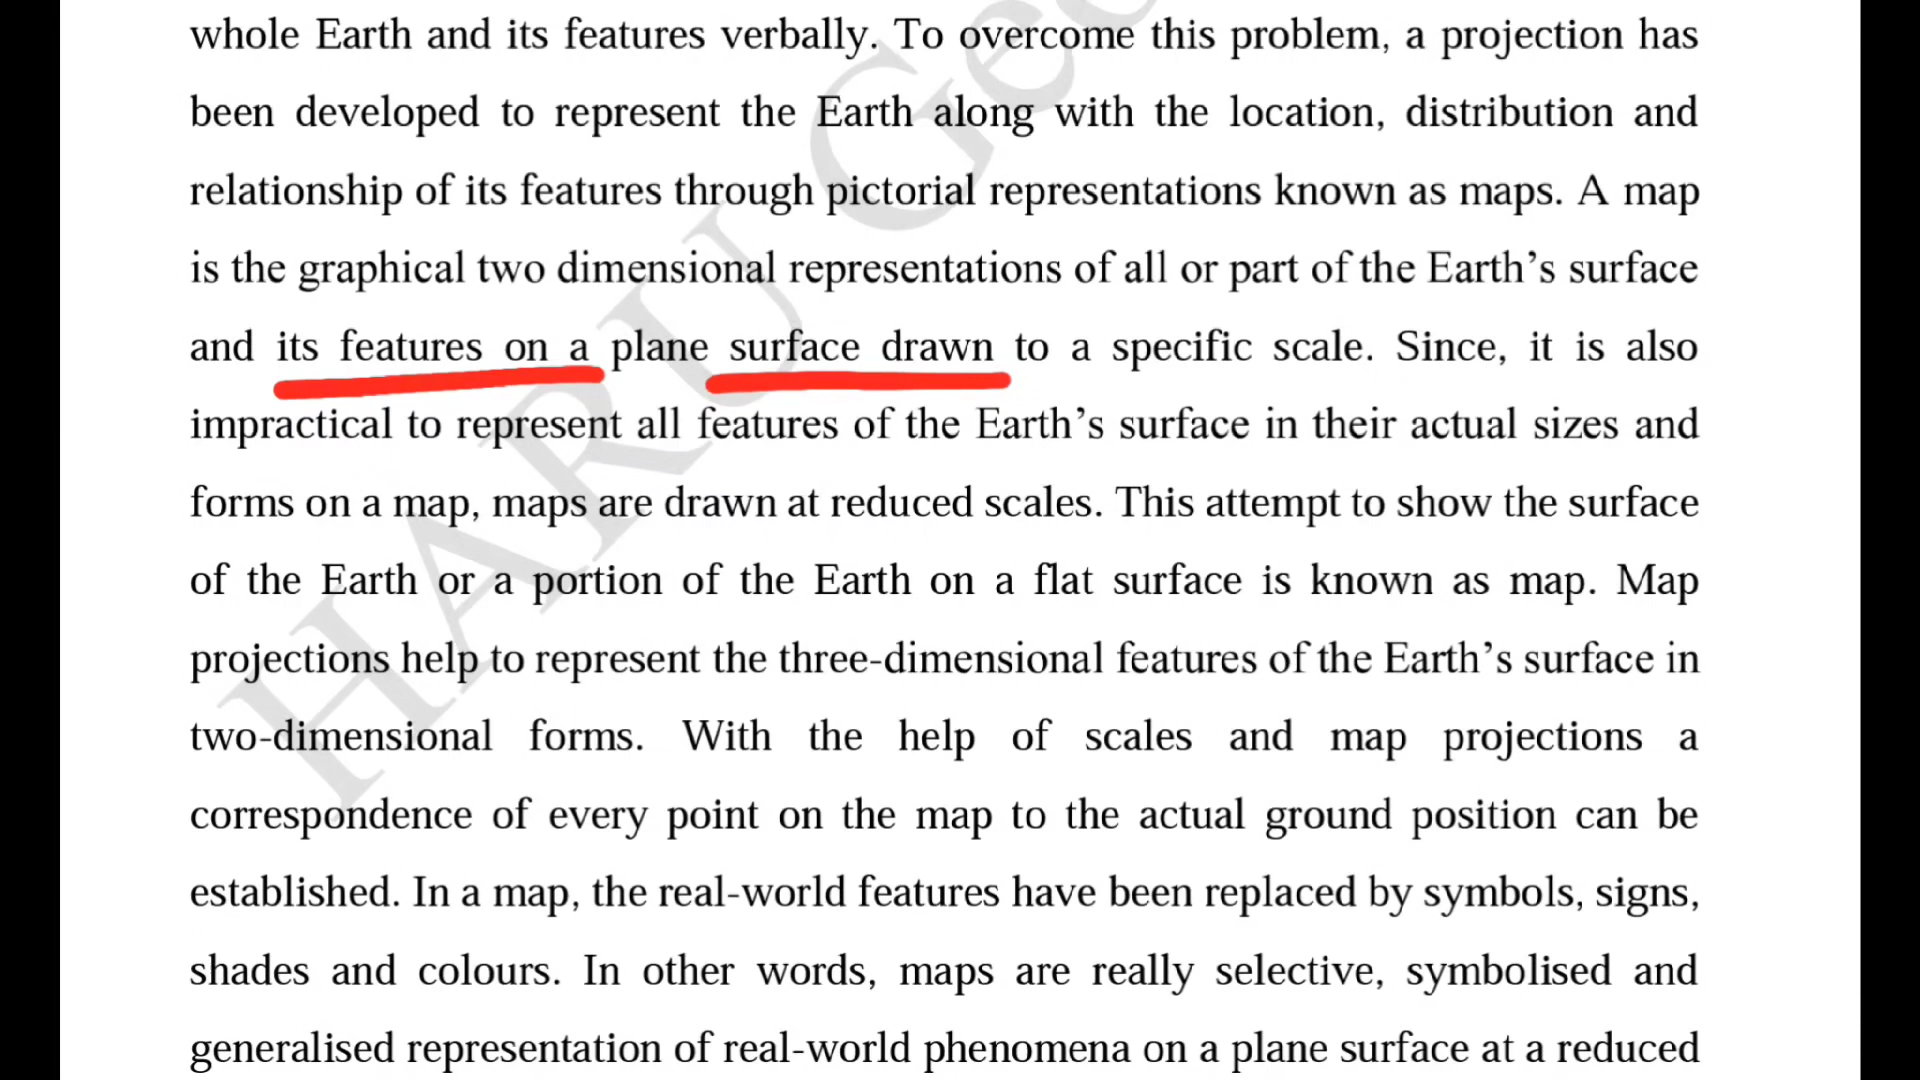 whole Earth and its features verbally. To overcome this problem, a projection has
been developed to represent the Earth along with the location, distribution and
relationship of its features through pictorial representations known as maps. A map
is the graphical two dimensional representations of all or part of the Earth’s surface
and its features on a plane surface drawn to a specific scale. Since, it is also
impractical to represent all features of the Earth’s surface in their actual sizes and
forms on a map, maps are drawn at reduced scales. This attempt to show the surface
of the Earth or a portion of the Earth on a flat surface is known as map. Map
projections help to represent the three-dimensional features of the Earth’s surface in
two-dimensional forms. With the help of scales and map projections a
correspondence of every point on the map to the actual ground position can be
established. In a map, the real-world features have been replaced by symbols, signs,
shades and colours. In other words, maps are really selective, symbolised and
generalised representation of real-world phenomena on a plane surface at a reduced
HARU